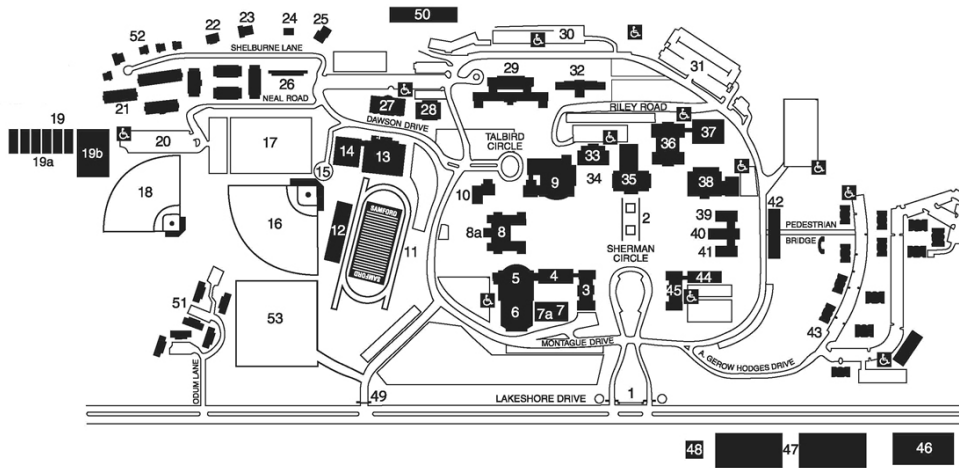 50
25
24
23
22
52
30
SHELBURNE LANE
31
29
32
26
21
NEAL ROAD
27
28
RILEY ROAD
DAWSON DRIVE
19
20
17
TALBIRD
CIRCLE
37
36
19a
19b
14
13
33
15
9
34
35
38
18
10
16
12
SAMFORD
SAMFORD
11
8a
8
2
39
40
41
42
PEDESTRIAN
BRIDGE
SHERMAN
CIRCLE
5
4
3
44
45
51
53
6
7a
7
43
MONTAGUE DRIVE
A. GEROW HODGES DRIVE
ODUM LANE
49
LAKESHORE DRIVE
1
48
47
46